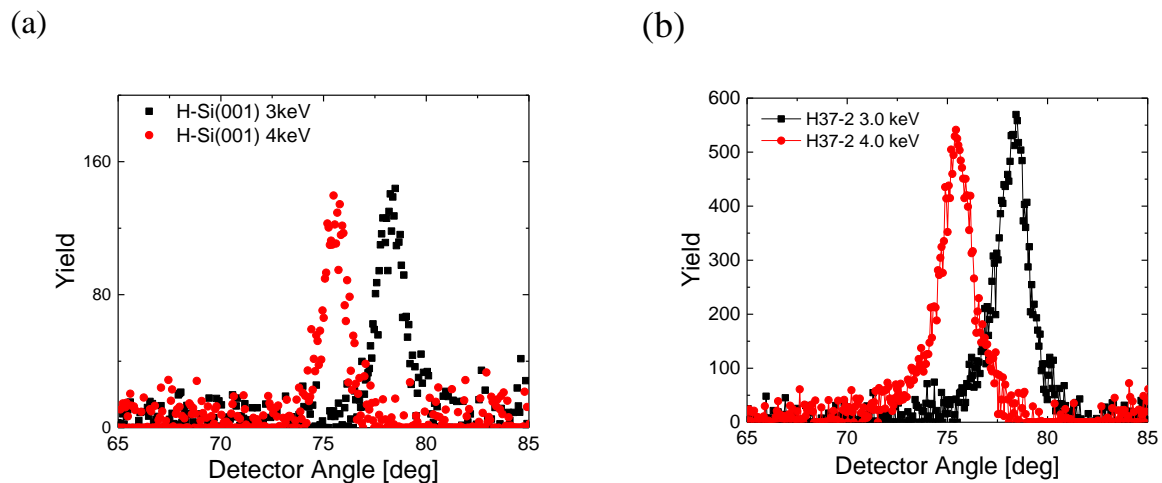 (a)
H-Si(001) 3keV
H-Si(001) 4keV
160
80
0
Yield
65 70 75 80 85
Detector Angle [deg]
(b)
H37-2 3.0 keV
H37-2 4.0 keV
600
500
400
300
200
100
0
Yield
65 70 75 80 85
Detector Angle [deg]